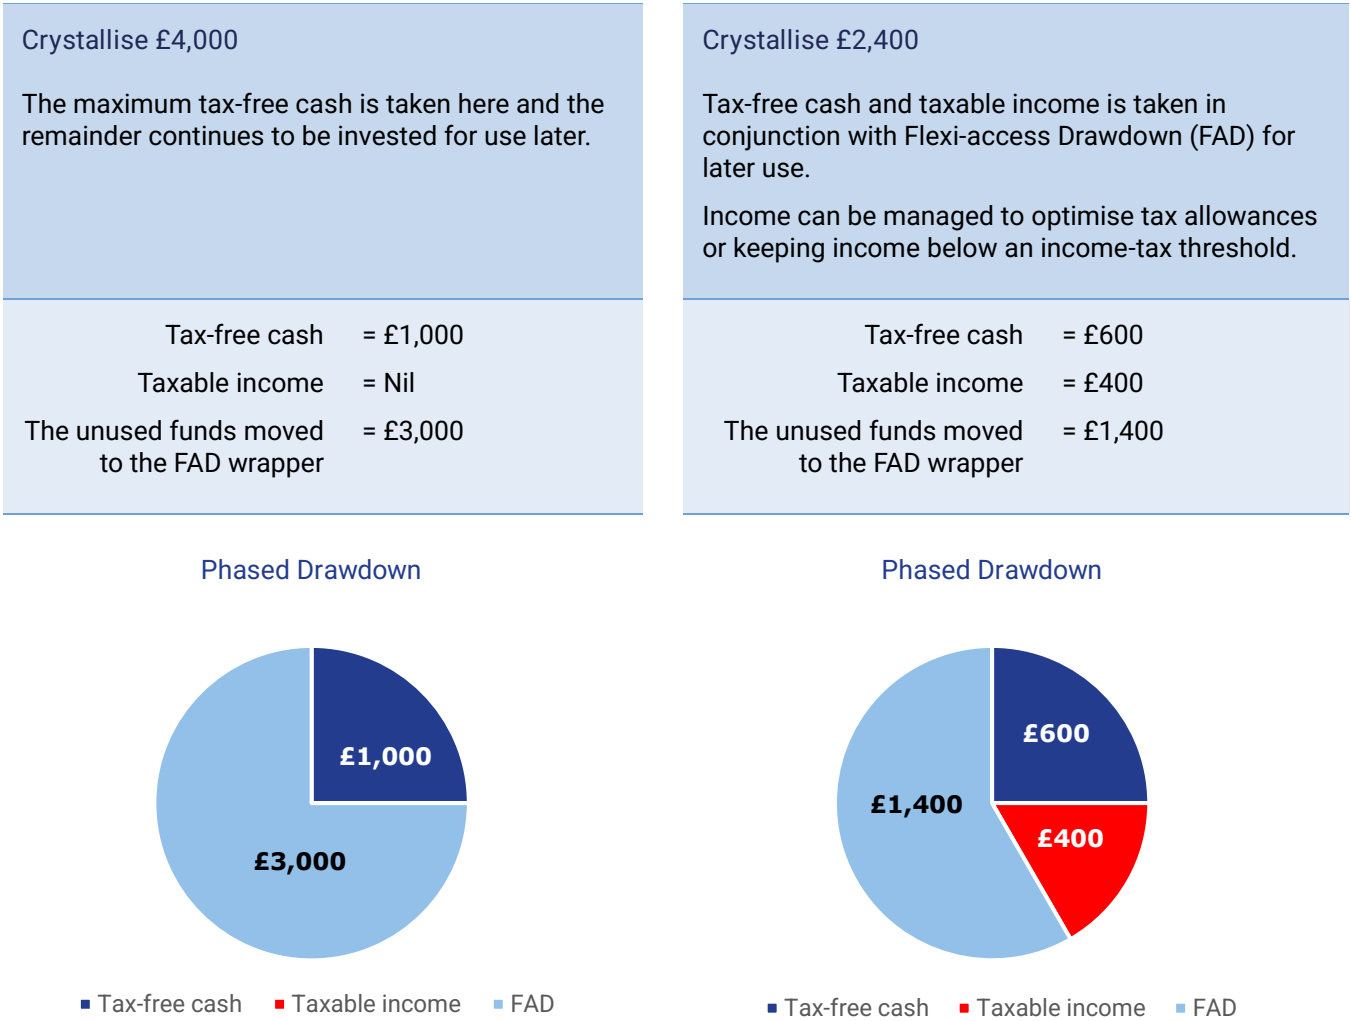 Crystallise £4,000
The maximum tax-free cash is taken here and the
remainder continues to be invested for use later.
Tax-free cash = £1,000
Taxable income = Nil
The unused funds moved = £3,000
to the FAD wrapper
Phased Drawdown
£1,000
£3,000
Tax-free cash Taxable income FAD
Crystallise £2,400
Tax-free cash and taxable income is taken in
conjunction with Flexi-access Drawdown (FAD) for
later use.
Income can be managed to optimise tax allowances
or keeping income below an income-tax threshold.
Tax-free cash = £600
Taxable income = £400
The unused funds moved = £1,400
to the FAD wrapper
Phased Drawdown
£600
£1,400
£400
Tax-free cash Taxable income FAD